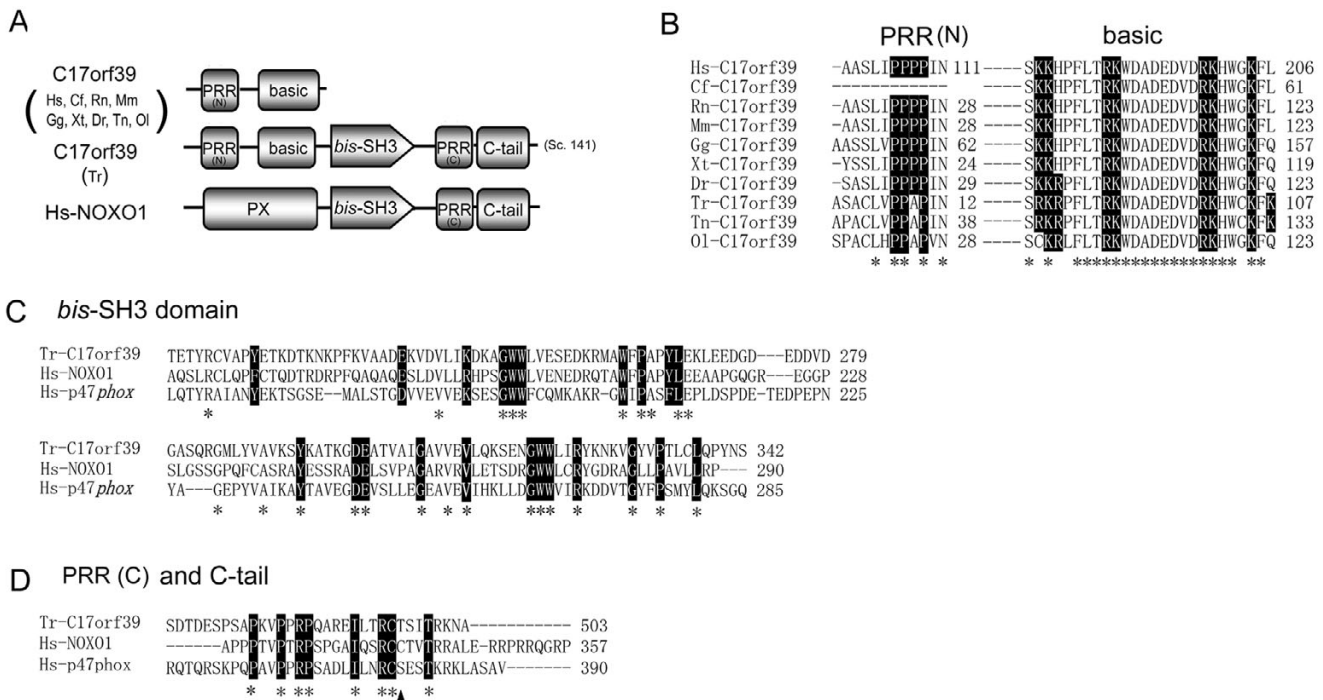 A
C17orf39
( Hs, Cf, Rn, Mm
Gg, Xt, Dr, Tn, Ol )
PRR (N) basic
C17orf39
(Tr)
PRR (N) basic bis-SH3 PRR (C) C-tail (Sc. 141)
Hs-NOXO1 PX bis-SH3 PRR (C) C-tail
B
PRR (N) basic
Hs-C17orf39 -AASLIPPPPIN 111 ----SKKHPFLTRKWDADEDVDRKHWGKFL 206
Cf-C17orf39 ----------- ----SKKHPFLTRKWDADEDVDRKHWGKFL 61
Rn-C17orf39 -AASLIPPPPIN 28 ----SKKHPFLTRKWDADEDVDRKHWGKFL 123
Mm-C17orf39 -AASLIPPPPIN 28 ----SKKHPFLTRKWDADEDVDRKHWGKFL 123
Gg-C17orf39 AASSLVPPPPIN 62 ----SKKHPFLTRKWDADEDVDRKHWGKFQ 157
Xt-C17orf39 -YSSLIPPPPIN 24 ----SKKHPFLTRKWDADEDVDRKHWGKFQ 119
Dr-C17orf39 -SASLIPPPPIN 29 ----SKKRPFLTRKWDADEDVDRKHWGKFQ 123
Tr-C17orf39 ASACLVPPAPIN 12 ----SKKRPFLTRKWDADEDVDRKHWCKFK 107
Tn-C17orf39 APACLVPPAPIN 38 ----SRKRPFLTRKWDADEDVDRKHWCKFK 133
Ol-C17orf39 SPACLHPPAPVN 28 ----SCKRLFLTRKWDADEDVDRKHWGKFQ 123
* ** * * * * ******************* **
C bis-SH3 domain
Tr-C17orf39 TETYRCVAPYETKDTKNKPFKVAADEKVDVLIKDKAGWWLVESEDKRMAWFPAPYLEKLEEDGD---EDDVD 279
Hs-NOXO1 AQSLRCLQPFCTQDTRDRPFQAQAQESLDVLLRHPSGWWLVENEDRQTAWFPAPYLEEAAPGQGR---EGGP 228
Hs-p47phox LQTYRAIANYEKTSGSE--MALSTGDVVEVVEKSESGWWFCQMKAKR-GWIPASFLEPLDSPDE-TEDPEPN 225
* * *** * ** **
Tr-C17orf39 GASQRGMLYVAVKSYKATKGDEATVAIGAVVEVLQKSENGWWLIRYKNKVGYVPTLCLQPYNS 342
Hs-NOXO1 SLGSSGPQFCASRAYESSRADELSVPAGARVRVLETSDRGWWLCRYGDRAGLLPAVLLRP--- 290
Hs-p47phox YA---GEPYVAIKAYTAVEGDEVSLLEGEAVEVIHKLLDGWWVIRKDDVTGYFPSMYLQKSGQ 285
* * * ** * * * *** * * * *
D PRR (C) and C-tail
Tr-C17orf39 SDTDESPSAPKVPPRPQAREILTRCTSITRKNA----------- 503
Hs-NOXO1 ------APPPTVPTRPSPGAIQSRCCTVTRRALE-RRPRRQGRP 357
Hs-p47phox RQTQRSKPQPAVPPRPSADLILNRCSESTKRKLASAV------- 390
* * ** * ** *